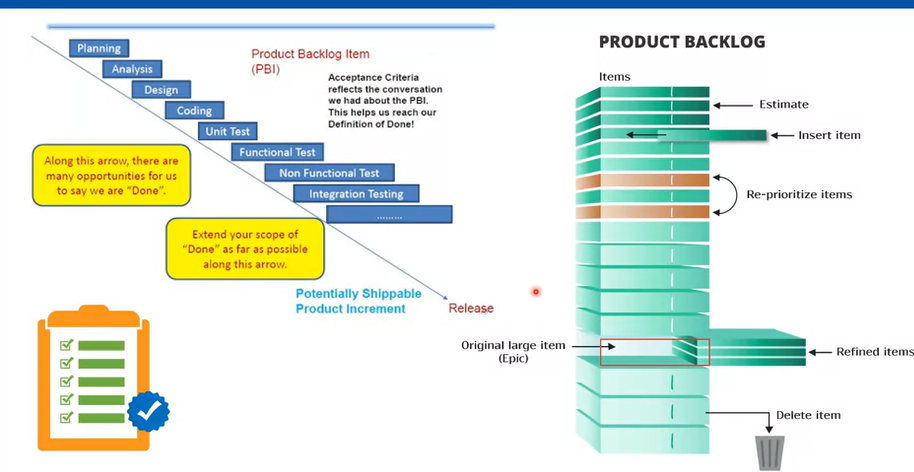 Planning
Analysis
Design
Coding
Unit Test
Functional Test
Non Functional Test
Integration Testing
.........
Product Backlog Item
(PBI)
Acceptance Criteria
reflects the conversation
we had about the PBI.
This helps us reach our
Definition of Done!
Along this arrow, there are
many opportunities for us
to say we are “Done”.
Extend your scope of
“Done” as far as possible
along this arrow.
Potentially Shippable
Product Increment
Release
PRODUCT BACKLOG
Items
Estimate
Insert item
Re-prioritize items
Original large item
(Epic)
Refined items
Delete item